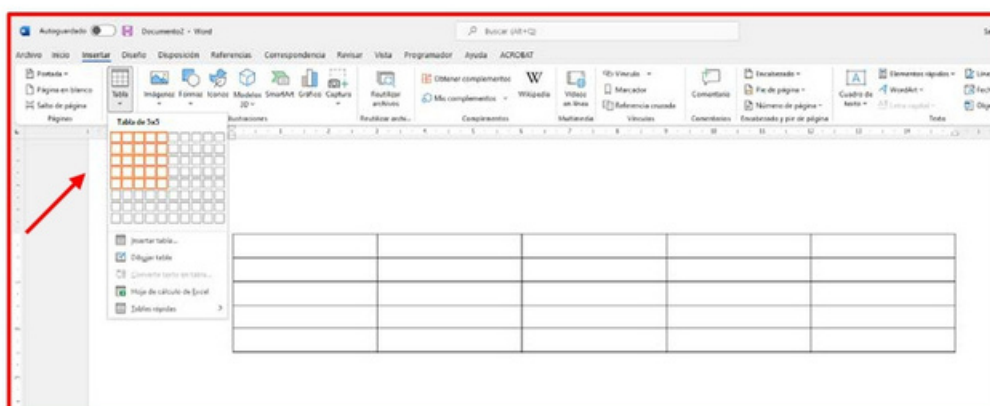 Autoguardado Documento2 - Word Buscar (Alt+Q)
Archivo Inicio Insertar Diseño Disposición Referencias Correspondencia Revisar Vista Programador Ayuda ACROBAT
Portada
Página en blanco
Salto de página
Páginas
Tabla
Imágenes Formas Iconos Modelos 3D SmartArt Gráfico Captura
Ilustraciones
Reutilizar archivos
Reutilizar archi...
Obtener complementos
Mis complementos
Wikipedia
Complementos
Vídeos en línea
Multimedia
Vínculo
Marcador
Referencia cruzada
Vínculos
Comentario
Comentarios
Encabezado
Pie de página
Número de página
Encabezado y pie de página
Cuadro de texto
Elementos rápidos
WordArt
Letra capital
Texto
Tabla de 5x5
Insertar tabla...
Dibujar tabla
Convertir texto en tabla...
Hoja de cálculo de Excel
Tablas rápidas